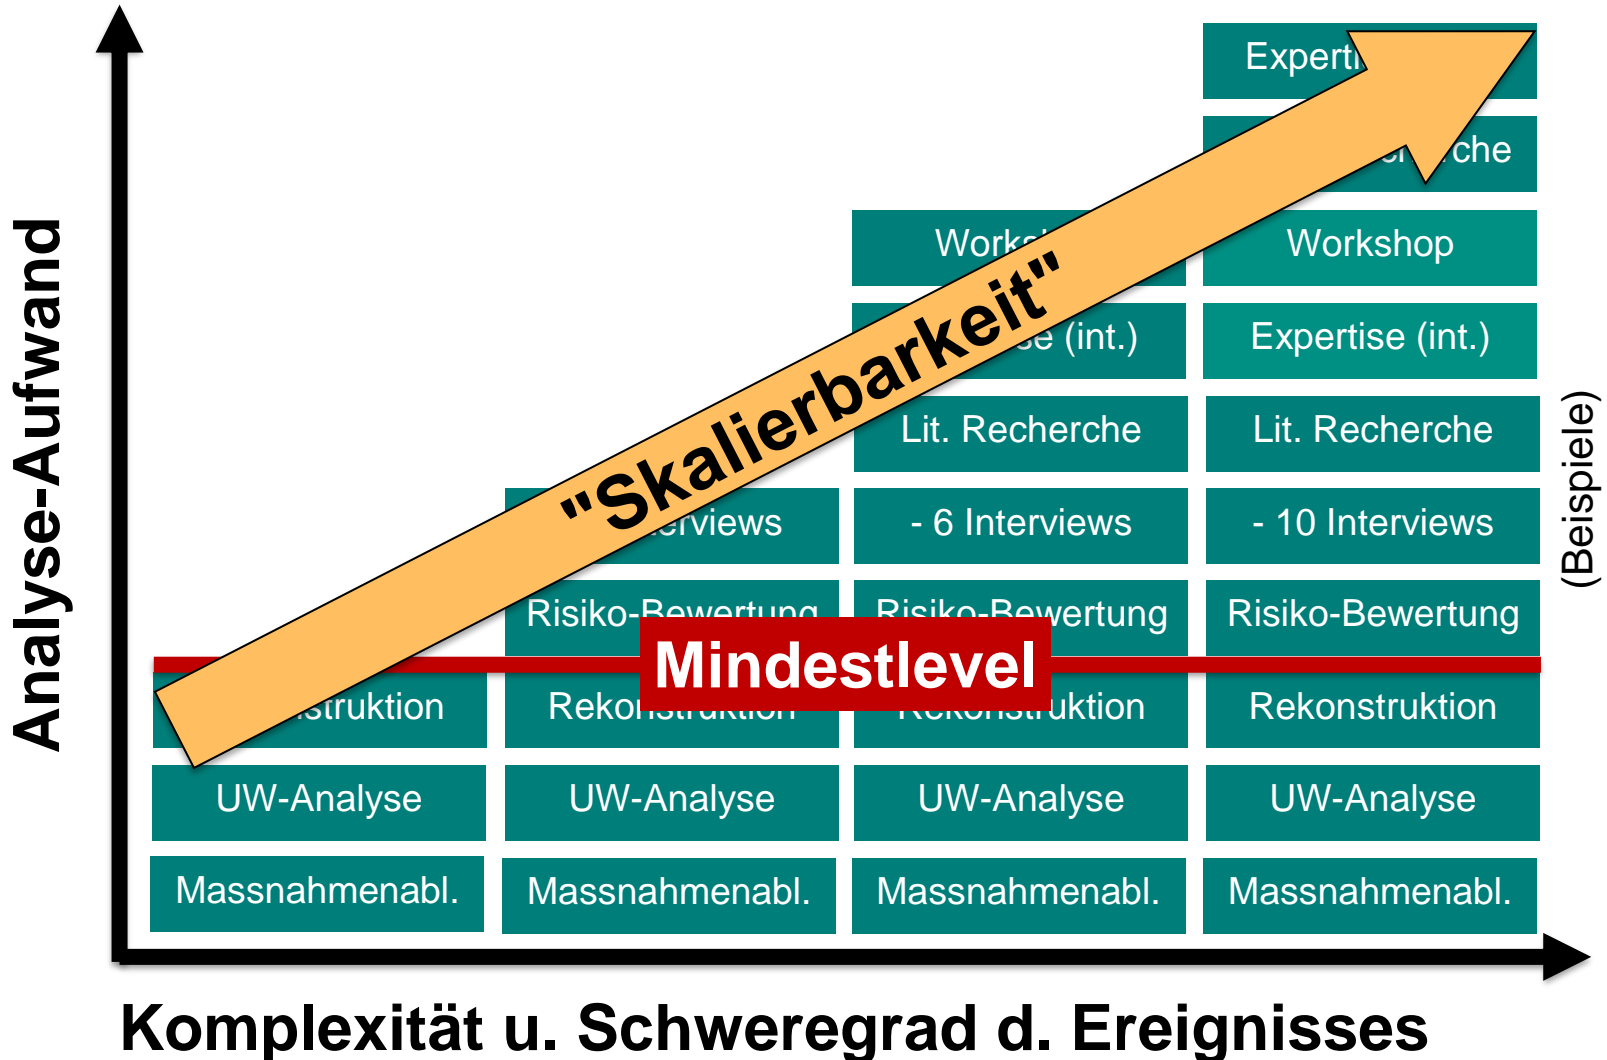 Analyse-Aufwand
Workshop
Expertise (int.)
"Skalierbarkeit"
Lit. Recherche
Lit. Recherche
- 6 Interviews
- 10 Interviews
Risiko-Bewertung
Risiko-Bewertung
Risiko-Bewertung
Mindestlevel
Rekonstruktion
Rekonstruktion
Rekonstruktion
UW-Analyse
UW-Analyse
UW-Analyse
UW-Analyse
Massnahmenabl.
Massnahmenabl.
Massnahmenabl.
Massnahmenabl.
(Beispiele)
Komplexität u. Schweregrad d. Ereignisses